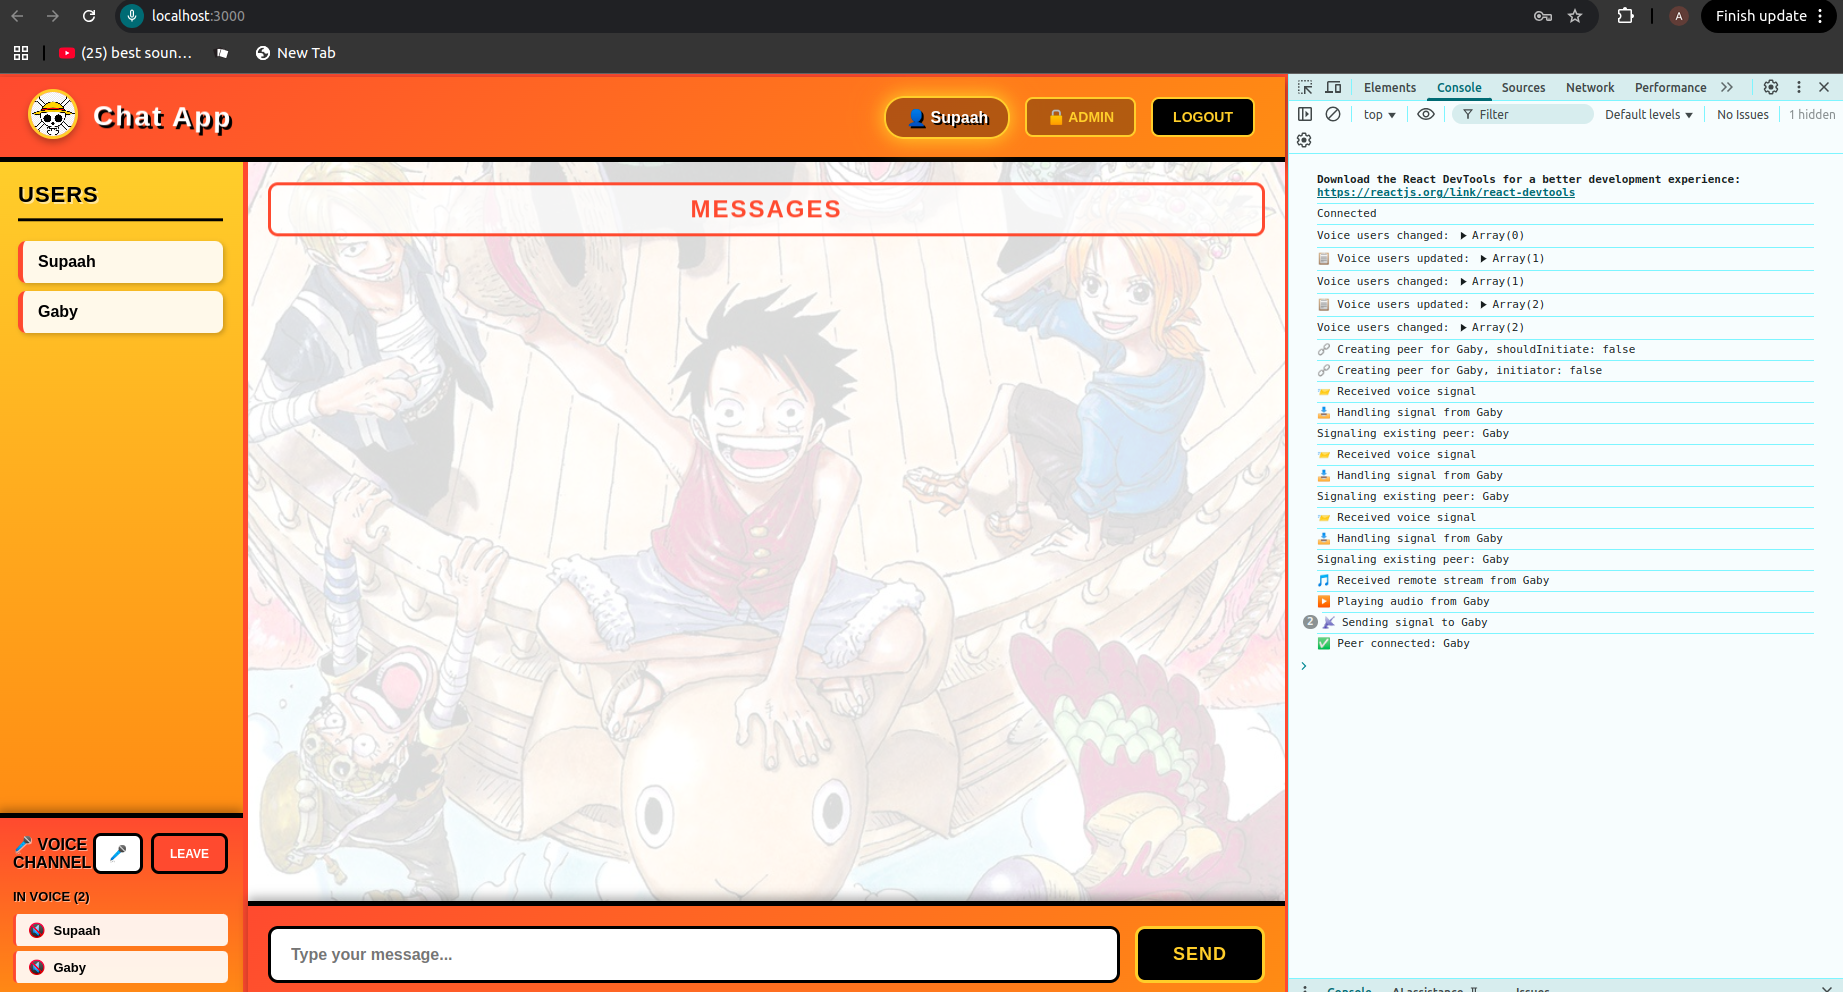 localhost:3000
Finish update
A
(25) best soun...
New Tab
Chat App
Supaah
ADMIN
LOGOUT
USERS
Supaah
Gaby
MESSAGES
VOICE
CHANNEL
LEAVE
IN VOICE (2)
Supaah
Gaby
Type your message...
SEND
Elements Console Sources Network Performance
top Filter Default levels No Issues 1 hidden
Download the React DevTools for a better development experience:
https://reactjs.org/link/react-devtools
Connected
Voice users changed: Array(0)
Voice users updated: Array(1)
Voice users changed: Array(1)
Voice users updated: Array(2)
Voice users changed: Array(2)
Creating peer for Gaby, shouldInitiate: false
Creating peer for Gaby, initiator: false
Received voice signal
Handling signal from Gaby
Signaling existing peer: Gaby
Received voice signal
Handling signal from Gaby
Signaling existing peer: Gaby
Received voice signal
Handling signal from Gaby
Signaling existing peer: Gaby
Received remote stream from Gaby
Playing audio from Gaby
2 Sending signal to Gaby
Peer connected: Gaby
Console AI assistance Issues